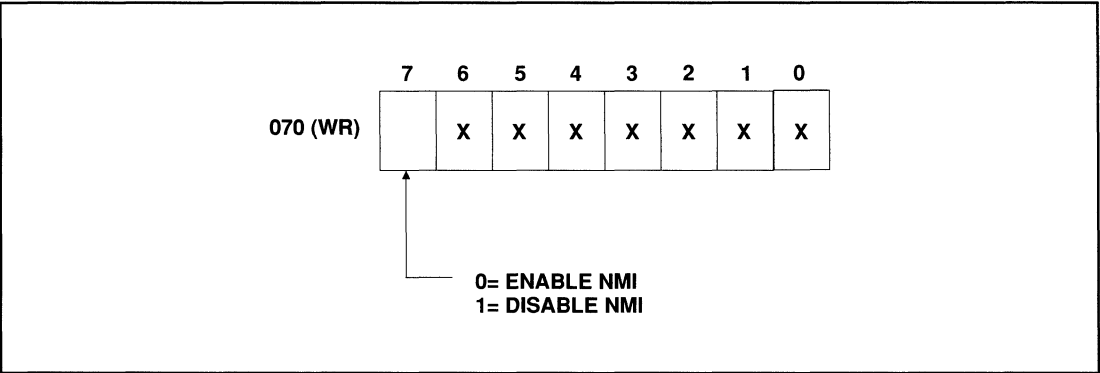 7 6 5 4 3 2 1 0
070 (WR) X X X X X X X
0= ENABLE NMI
1= DISABLE NMI